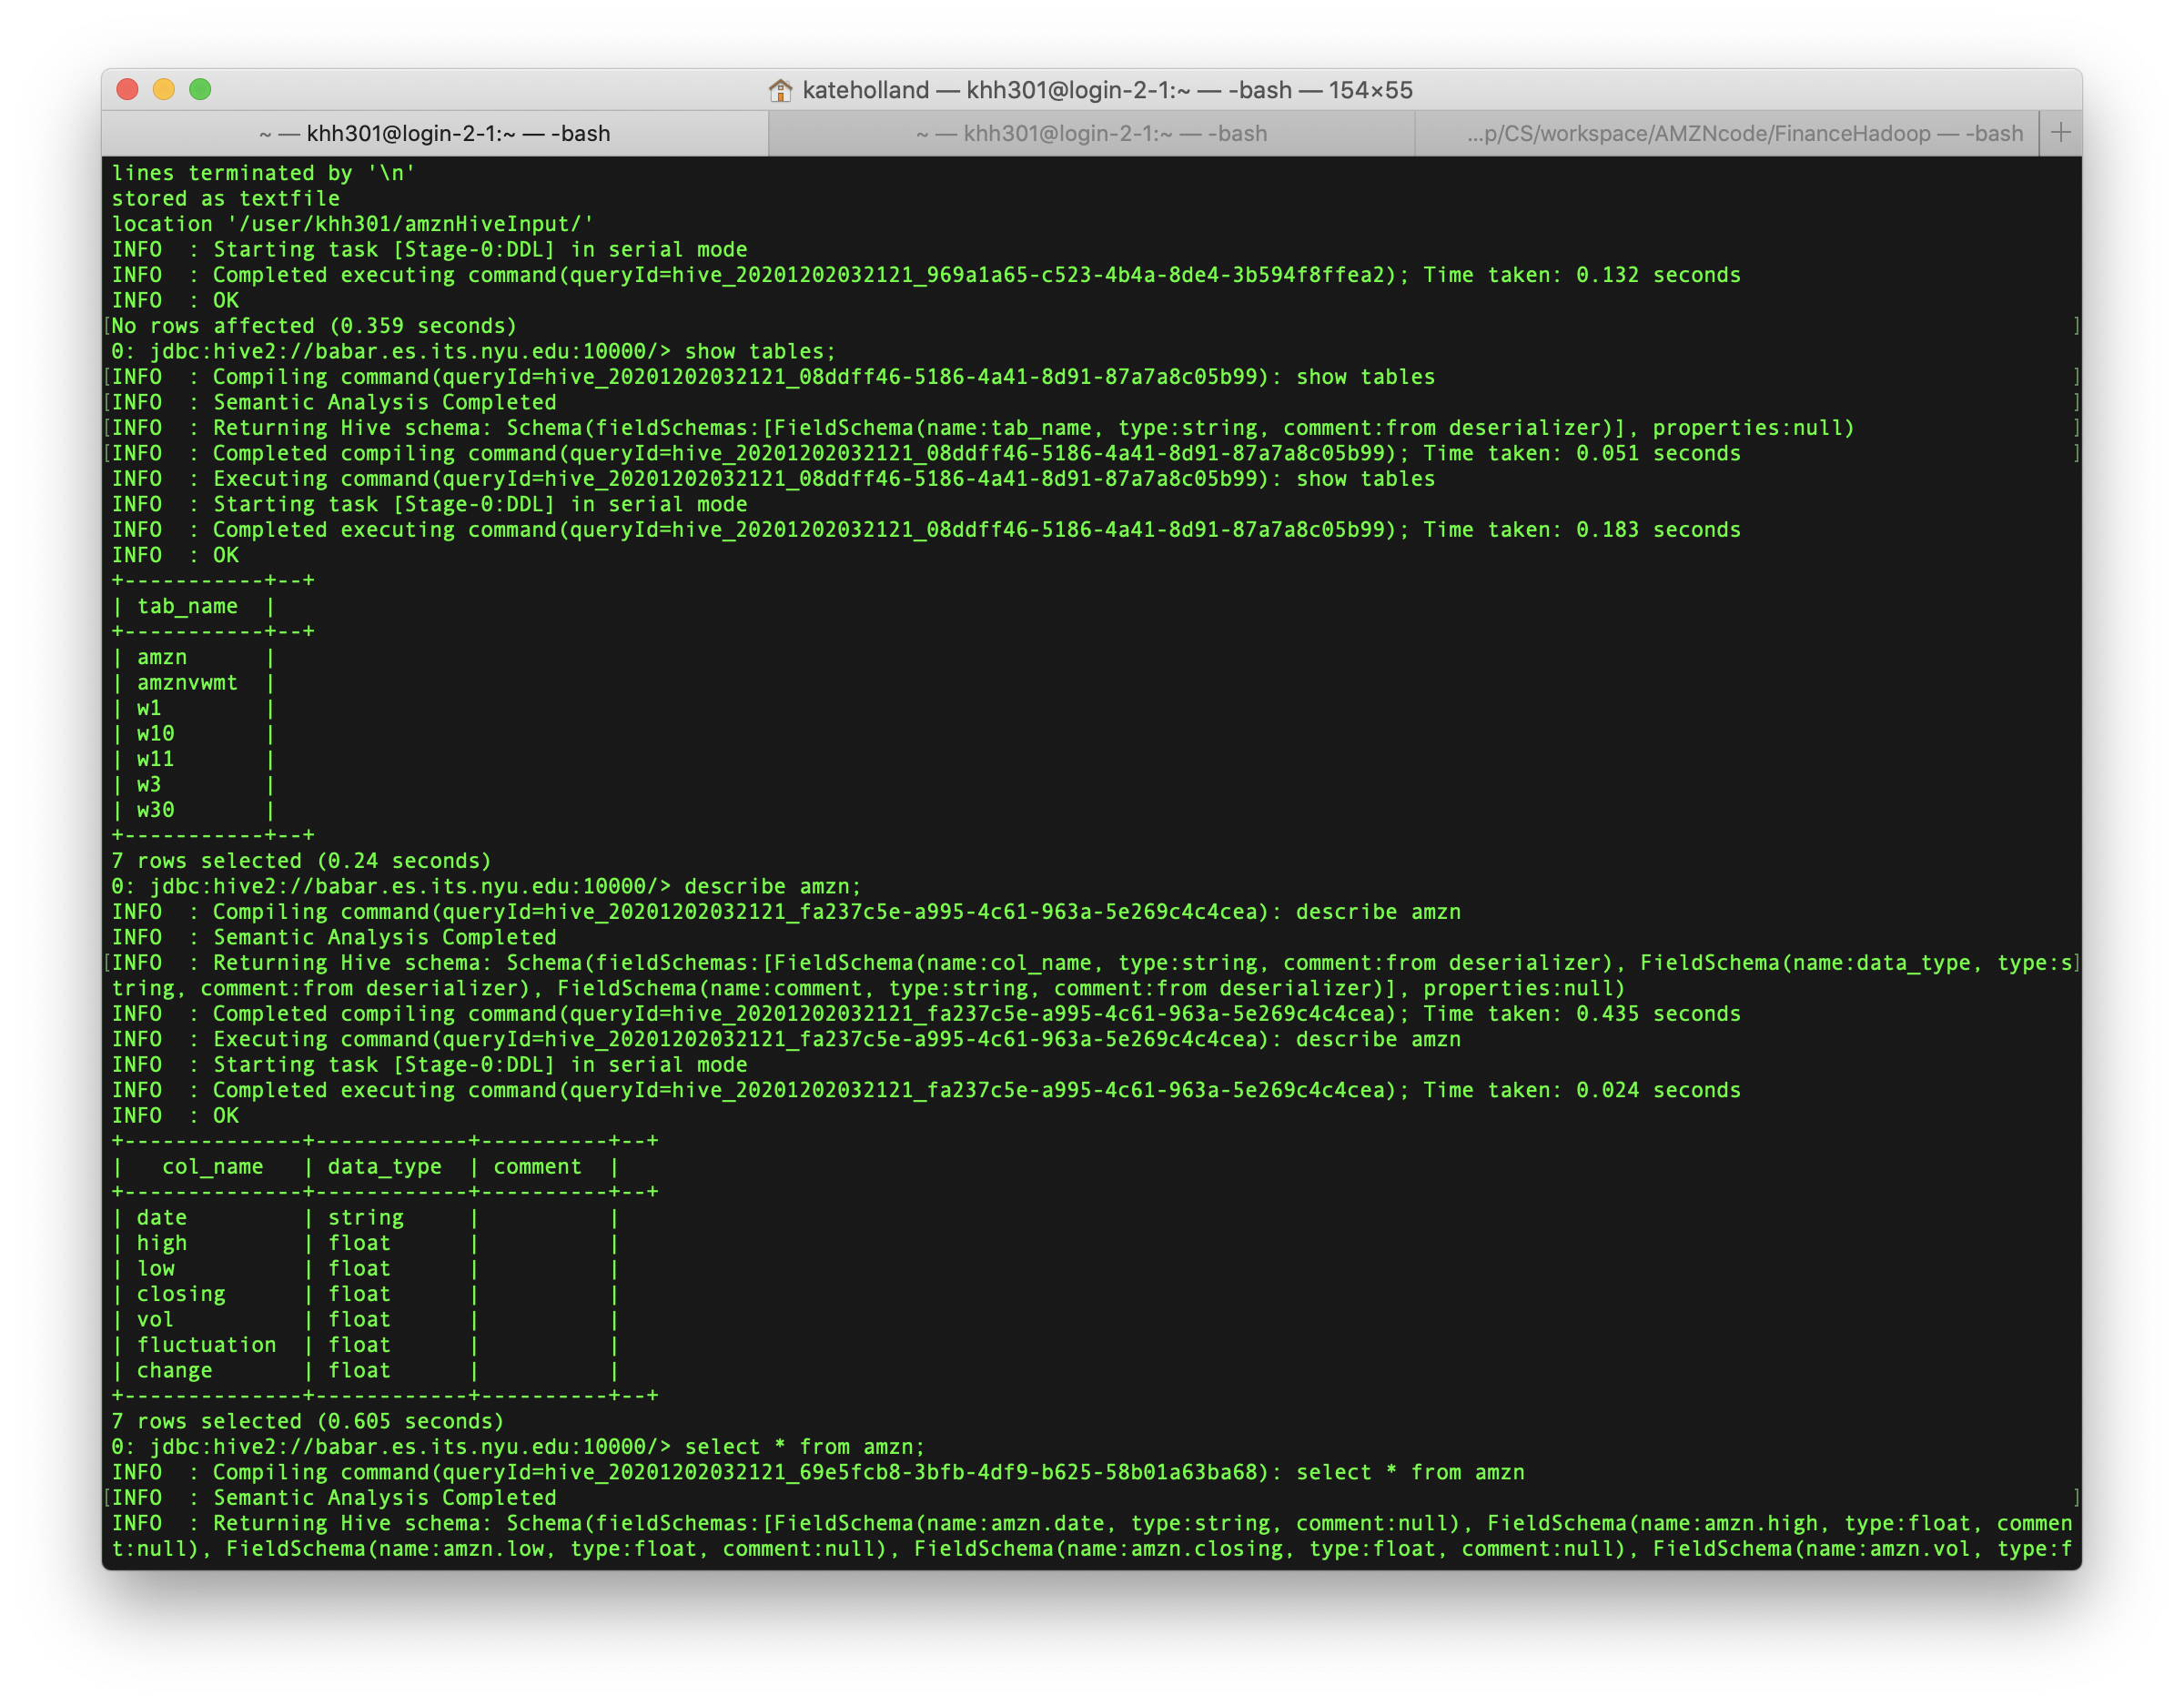 kateholland — khh301@login-2-1:~ — -bash — 154×55
~ — khh301@login-2-1:~ — -bash
~ — khh301@login-2-1:~ — -bash
...p/CS/workspace/AMZNcode/FinanceHadoop — -bash
+
lines terminated by '\n'
stored as textfile
location '/user/khh301/amznHiveInput/'
INFO  : Starting task [Stage-0:DDL] in serial mode
INFO  : Completed executing command(queryId=hive_20201202032121_969a1a65-c523-4b4a-8de4-3b594f8ffea2); Time taken: 0.132 seconds
INFO  : OK
[No rows affected (0.359 seconds) ]
0: jdbc:hive2://babar.es.its.nyu.edu:10000/> show tables;
[INFO  : Compiling command(queryId=hive_20201202032121_08ddff46-5186-4a41-8d91-87a7a8c05b99): show tables ]
[INFO  : Semantic Analysis Completed ]
[INFO  : Returning Hive schema: Schema(fieldSchemas:[FieldSchema(name:tab_name, type:string, comment:from deserializer)], properties:null) ]
[INFO  : Completed compiling command(queryId=hive_20201202032121_08ddff46-5186-4a41-8d91-87a7a8c05b99); Time taken: 0.051 seconds ]
INFO  : Executing command(queryId=hive_20201202032121_08ddff46-5186-4a41-8d91-87a7a8c05b99): show tables
INFO  : Starting task [Stage-0:DDL] in serial mode
INFO  : Completed executing command(queryId=hive_20201202032121_08ddff46-5186-4a41-8d91-87a7a8c05b99); Time taken: 0.183 seconds
INFO  : OK
+-----------+--+
| tab_name  |
+-----------+--+
| amzn      |
| amznvwmt  |
| w1        |
| w10       |
| w11       |
| w3        |
| w30       |
+-----------+--+
7 rows selected (0.24 seconds)
0: jdbc:hive2://babar.es.its.nyu.edu:10000/> describe amzn;
INFO  : Compiling command(queryId=hive_20201202032121_fa237c5e-a995-4c61-963a-5e269c4c4cea): describe amzn
INFO  : Semantic Analysis Completed
[INFO  : Returning Hive schema: Schema(fieldSchemas:[FieldSchema(name:col_name, type:string, comment:from deserializer), FieldSchema(name:data_type, type:s]
tring, comment:from deserializer), FieldSchema(name:comment, type:string, comment:from deserializer)], properties:null)
INFO  : Completed compiling command(queryId=hive_20201202032121_fa237c5e-a995-4c61-963a-5e269c4c4cea); Time taken: 0.435 seconds
INFO  : Executing command(queryId=hive_20201202032121_fa237c5e-a995-4c61-963a-5e269c4c4cea): describe amzn
INFO  : Starting task [Stage-0:DDL] in serial mode
INFO  : Completed executing command(queryId=hive_20201202032121_fa237c5e-a995-4c61-963a-5e269c4c4cea); Time taken: 0.024 seconds
INFO  : OK
+--------------+------------+----------+--+
|   col_name   | data_type  | comment  |
+--------------+------------+----------+--+
| date         | string     |          |
| high         | float      |          |
| low          | float      |          |
| closing      | float      |          |
| vol          | float      |          |
| fluctuation  | float      |          |
| change       | float      |          |
+--------------+------------+----------+--+
7 rows selected (0.605 seconds)
0: jdbc:hive2://babar.es.its.nyu.edu:10000/> select * from amzn;
INFO  : Compiling command(queryId=hive_20201202032121_69e5fcb8-3bfb-4df9-b625-58b01a63ba68): select * from amzn
[INFO  : Semantic Analysis Completed ]
INFO  : Returning Hive schema: Schema(fieldSchemas:[FieldSchema(name:amzn.date, type:string, comment:null), FieldSchema(name:amzn.high, type:float, commen
t:null), FieldSchema(name:amzn.low, type:float, comment:null), FieldSchema(name:amzn.closing, type:float, comment:null), FieldSchema(name:amzn.vol, type:f